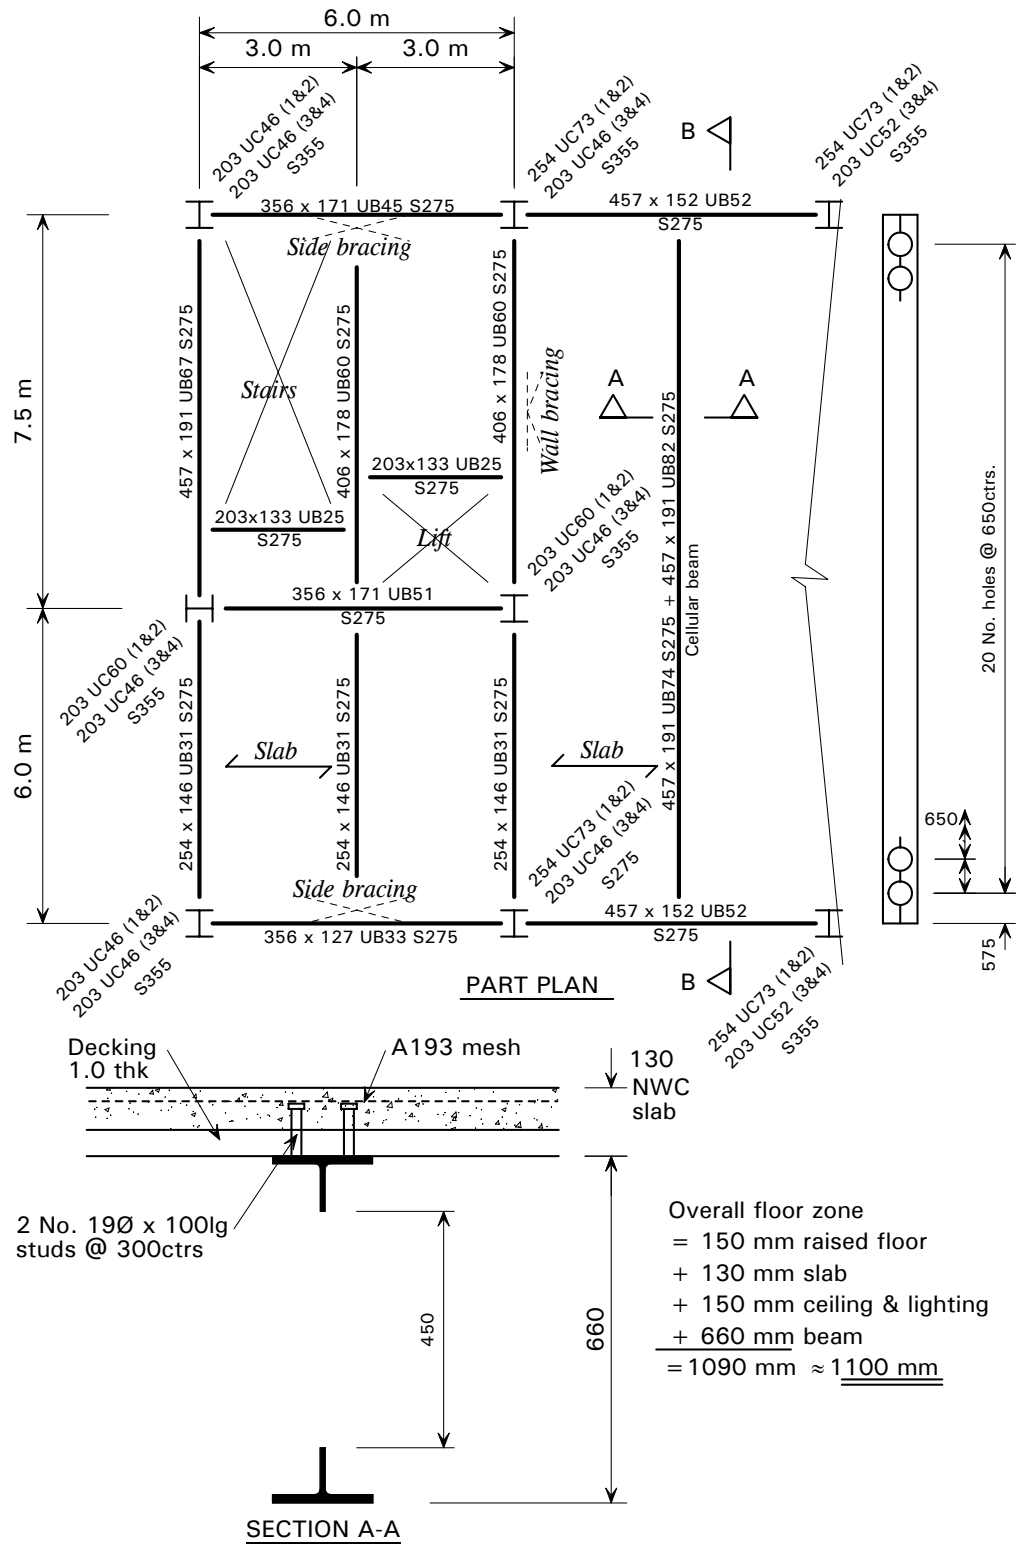 6.0 m
3.0 m
3.0 m
203 UC46 (1&2)
203 UC46 (3&4)
S355
254 UC73 (1&2)
203 UC46 (3&4)
S355
B
254 UC73 (1&2)
203 UC52 (3&4)
S355
356 x 171 UB45 S275
457 x 152 UB52
S275
Side bracing
7.5 m
457 x 191 UB67 S275
Stairs
406 x 178 UB60 S275
406 x 178 UB60 S275
Wall bracing
A
A
203x133 UB25
S275
203x133 UB25
S275
Lift
203 UC60 (1&2)
203 UC46 (3&4)
S355
457 x 191 UB74 S275 + 457 x 191 UB82 S275
Cellular beam
20 No. holes @ 650ctrs.
356 x 171 UB51
S275
203 UC60 (1&2)
203 UC46 (3&4)
S355
6.0 m
254 x 146 UB31 S275
Slab
254 x 146 UB31 S275
254 x 146 UB31 S275
Slab
254 UC73 (1&2)
203 UC46 (3&4)
S275
650
Side bracing
356 x 127 UB33 S275
457 x 152 UB52
S275
203 UC46 (1&2)
203 UC46 (3&4)
S355
575
B
254 UC73 (1&2)
203 UC52 (3&4)
S355
PART PLAN
Decking
1.0 thk
A193 mesh
130
NWC
slab
2 No. 19Ø x 100lg
studs @ 300ctrs
450
660
Overall floor zone
= 150 mm raised floor
+ 130 mm slab
+ 150 mm ceiling & lighting
+ 660 mm beam
= 1090 mm ≈ 1100 mm
SECTION A-A